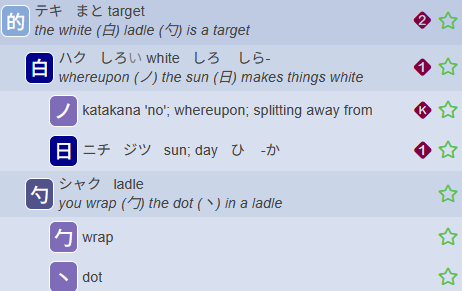 的 テキ まと target 2
the white (白) ladle (勺) is a target
白 ハク しろい white しろ しら- 1
whereupon (ノ) the sun (日) makes things white
ノ katakana 'no'; whereupon; splitting away from K
日 ニチ ジツ sun; day ひ -か 1
勺 シャク ladle
you wrap (勹) the dot (丶) in a ladle
勹 wrap
丶 dot